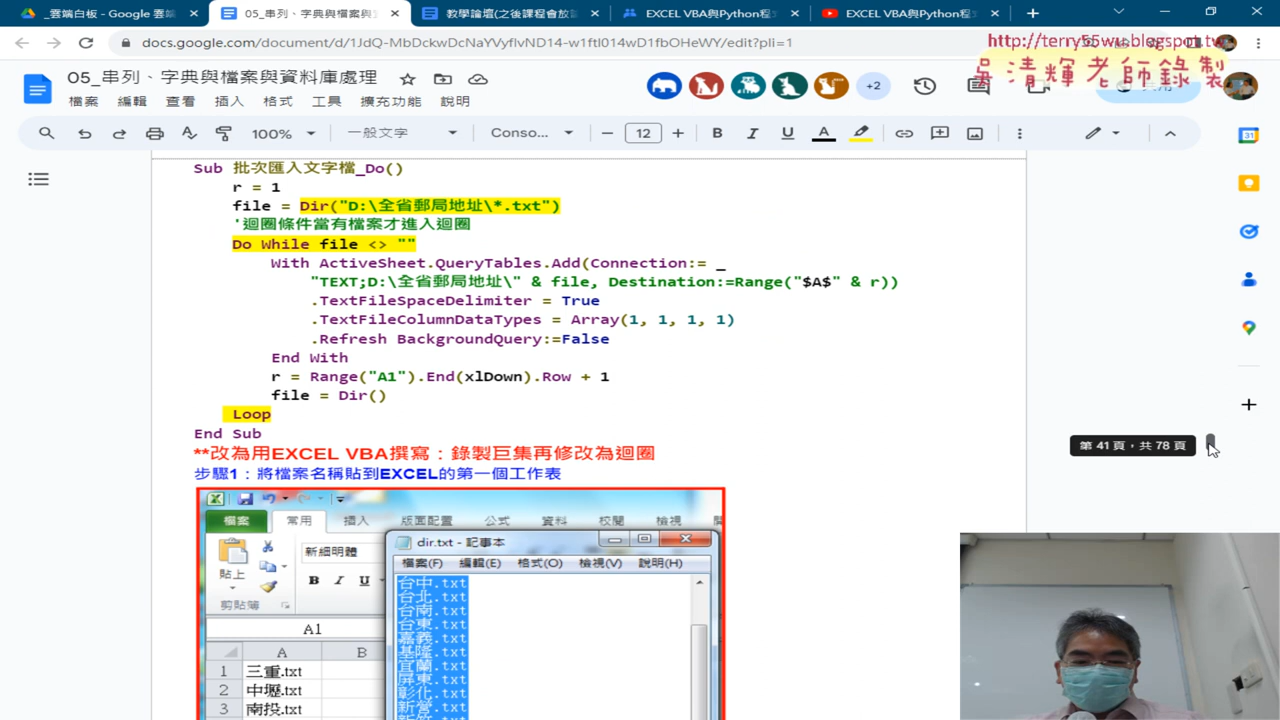 _雲端白板 - Google 雲端
05_串列、字典與檔案與資
教學論壇(之後課程會放
EXCEL VBA與Python程
EXCEL VBA與Python程
docs.google.com/document/d/1JdQ-MbDckwDcNaYVyflvND14-w1ftl014wD1fbOHeWY/edit?pli=1
http://terry55wu.blogspot.tw
吳清輝老師錄製
05_串列、字典與檔案與資料庫處理
+2
檔案 編輯 查看 插入 格式 工具 擴充功能 說明
100% 一般文字 Conso... 12 B I U A
Sub 批次匯入文字檔_Do()
r = 1
file = Dir("D:\全省郵局地址\*.txt")
'迴圈條件當有檔案才進入迴圈
Do While file <> ""
With ActiveSheet.QueryTables.Add(Connection:= _
"TEXT;D:\全省郵局地址\" & file, Destination:=Range("$A$" & r))
.TextFileSpaceDelimiter = True
.TextFileColumnDataTypes = Array(1, 1, 1, 1)
.Refresh BackgroundQuery:=False
End With
r = Range("A1").End(xlDown).Row + 1
file = Dir()
Loop
End Sub
第 41 頁，共 78 頁
**改為用EXCEL VBA撰寫：錄製巨集再修改為迴圈
步驟1：將檔案名稱貼到EXCEL的第一個工作表
檔案 常用 插入 版面配置 公式 資料 校閱 檢視
dir.txt - 記事本
檔案(F) 編輯(E) 格式(O) 檢視(V) 說明(H)
貼上
新細明體
B I U
剪貼簿
A1
A B
1 三重.txt
2 中壢.txt
3 南投.txt
台中.txt
台北.txt
台南.txt
台東.txt
嘉義.txt
基隆.txt
宜蘭.txt
屏東.txt
彰化.txt
新營.txt